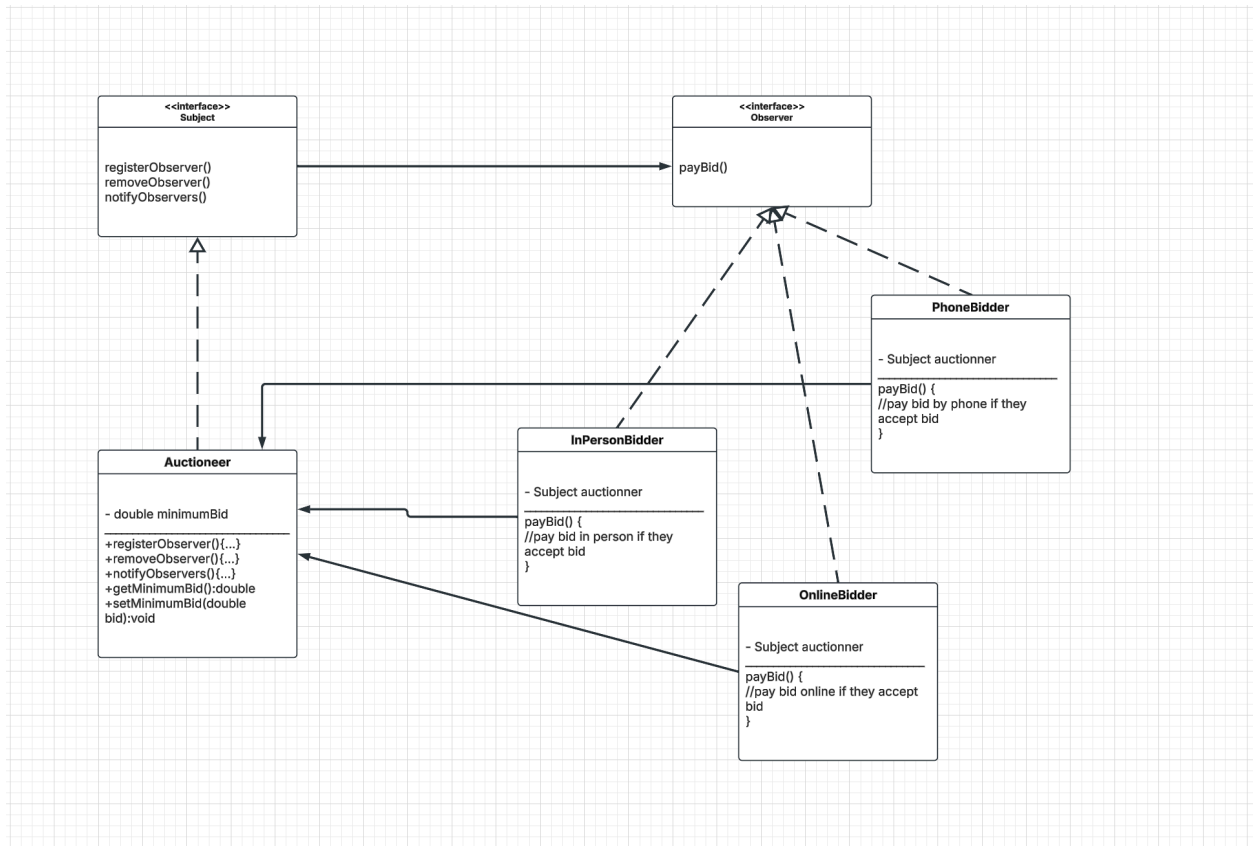 <<interface>>
Subject
registerObserver()
removeObserver()
notifyObservers()
<<interface>>
Observer
payBid()
PhoneBidder
- Subject auctionner
payBid() {
//pay bid by phone if they
accept bid
}
InPersonBidder
- Subject auctionner
payBid() {
//pay bid in person if they
accept bid
}
Auctioneer
- double minimumBid
+registerObserver(){...}
+removeObserver(){...}
+notifyObservers(){...}
+getMinimumBid():double
+setMinimumBid(double
bid):void
OnlineBidder
- Subject auctionner
payBid() {
//pay bid online if they accept
bid
}